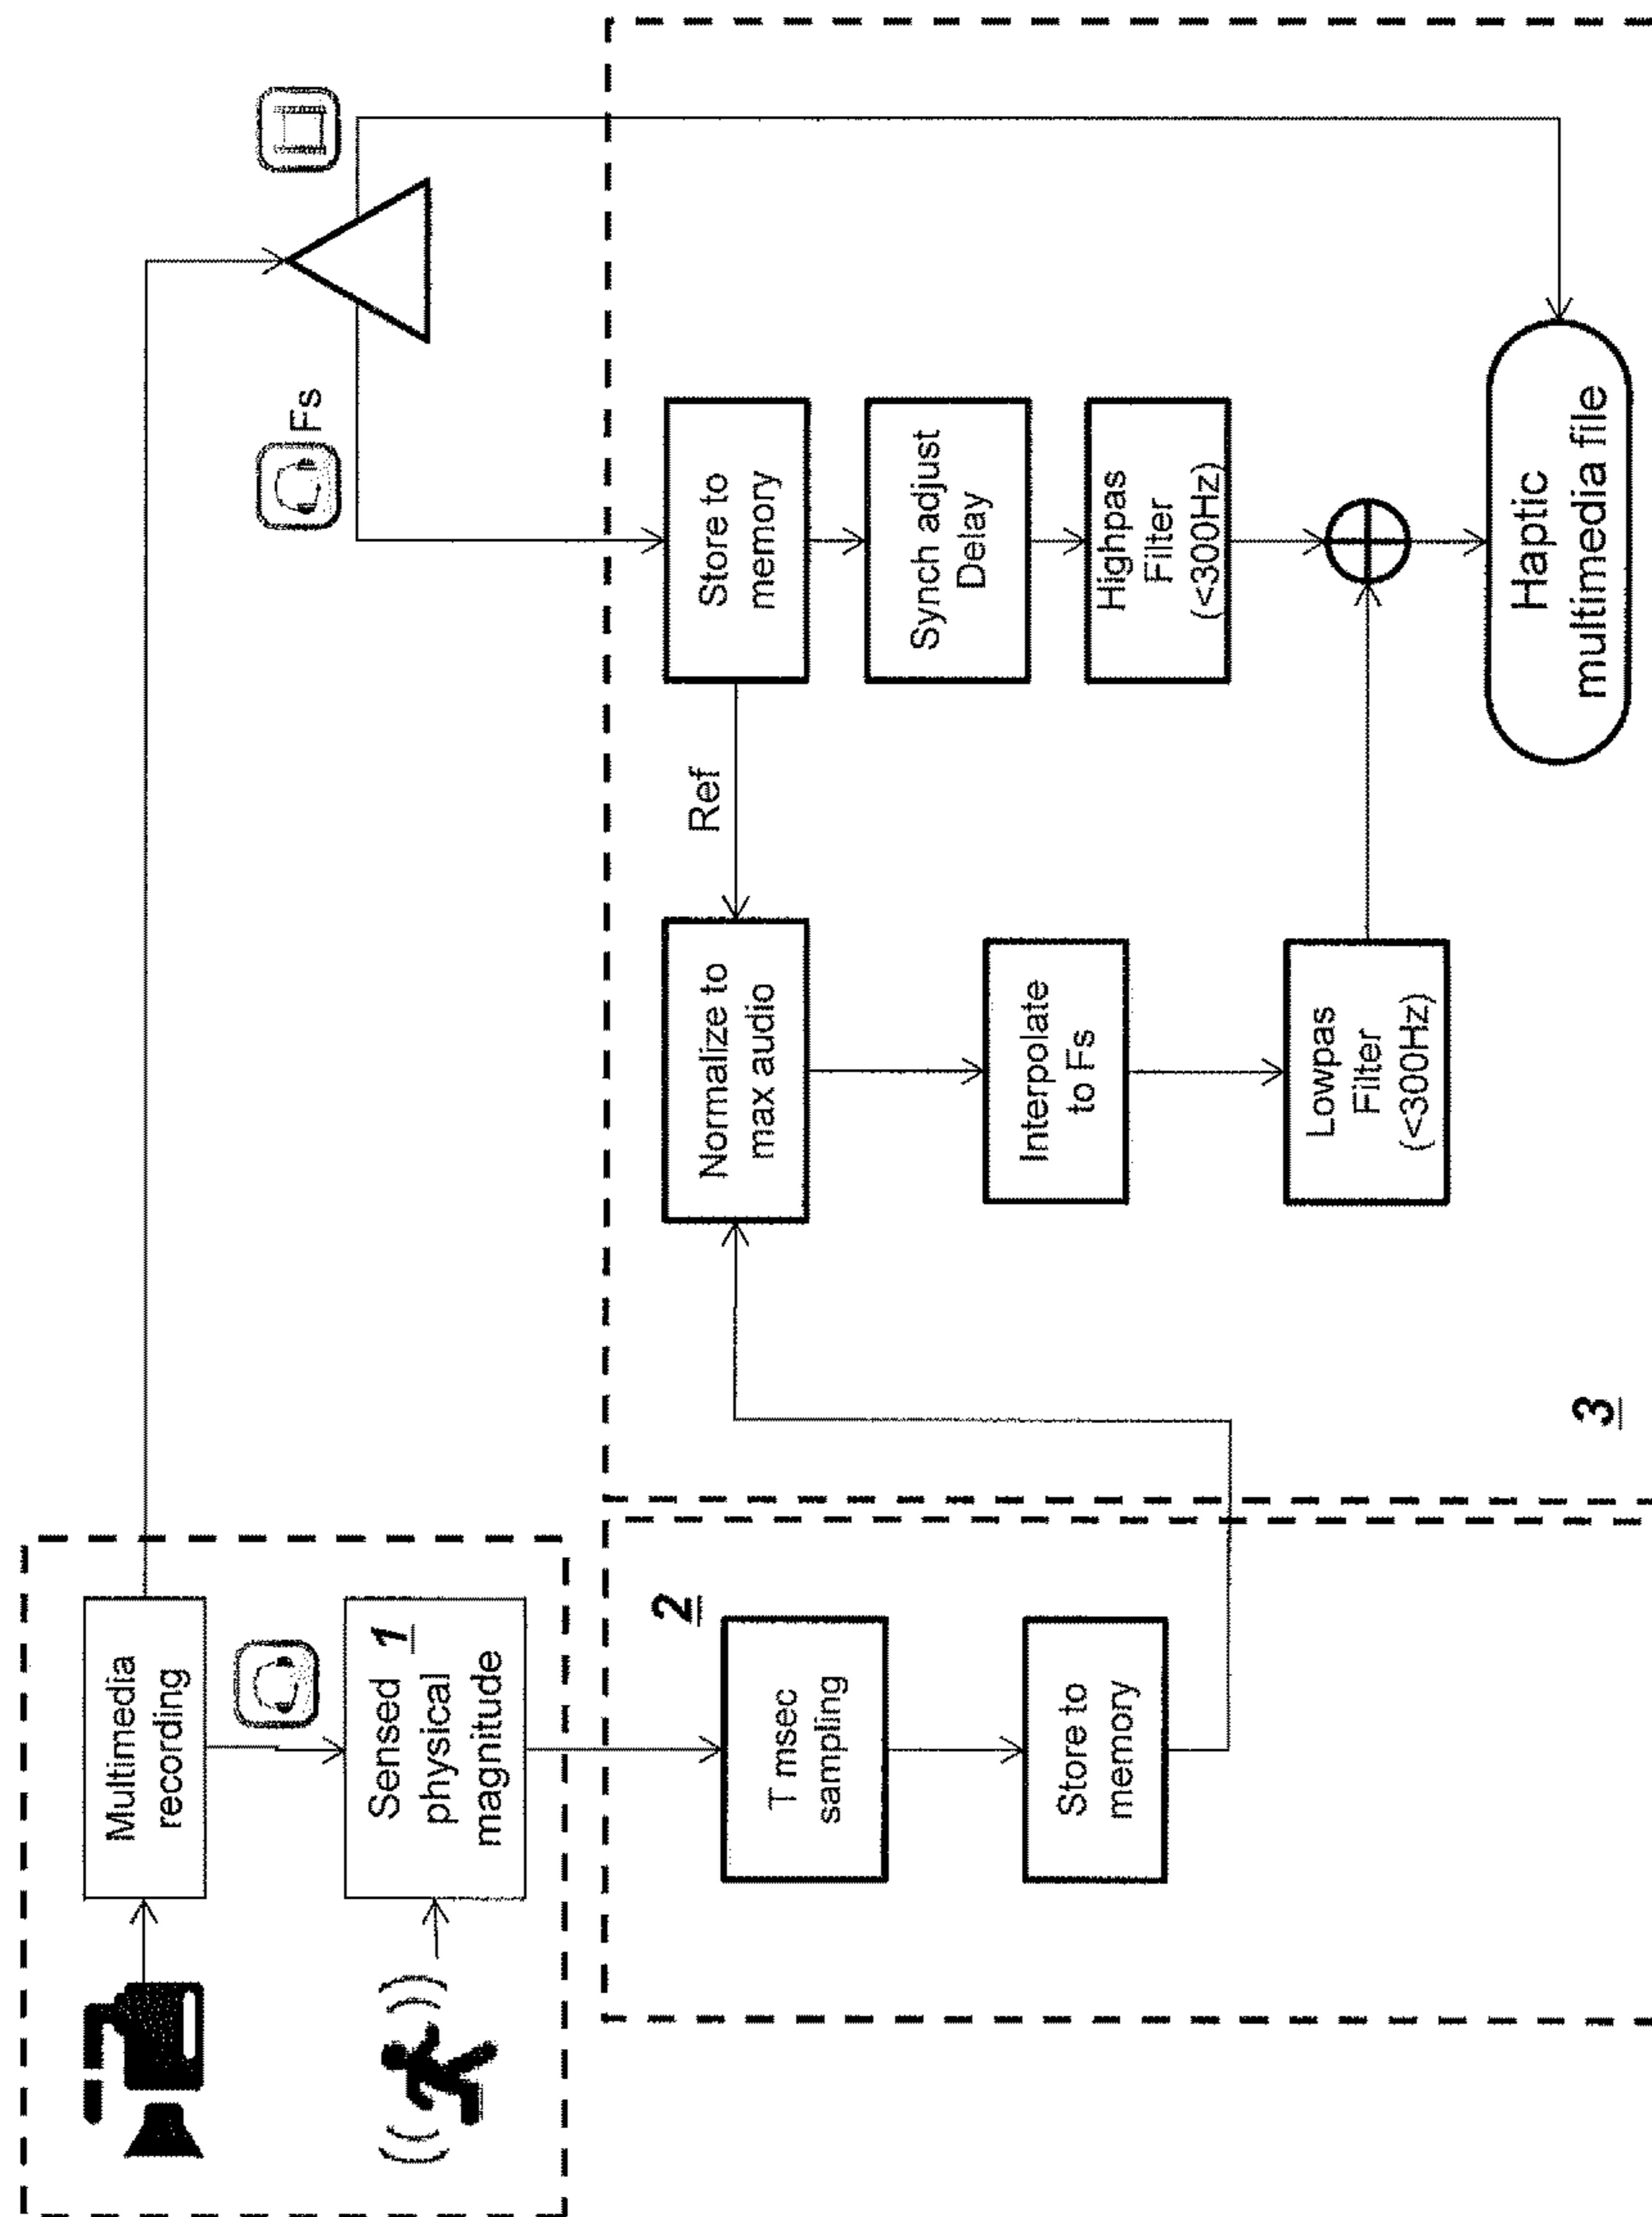 Multimedia
recording
Sensed
physical
magnitude
1
2
T msec
sampling
Store to
memory
Fs
Store to
memory
Ref
Normalize to
max audio
Synch adjust
Delay
Interpolate
to Fs
Highpas
Filter
(<300Hz)
Lowpas
Filter
(<300Hz)
Haptic
multimedia file
3